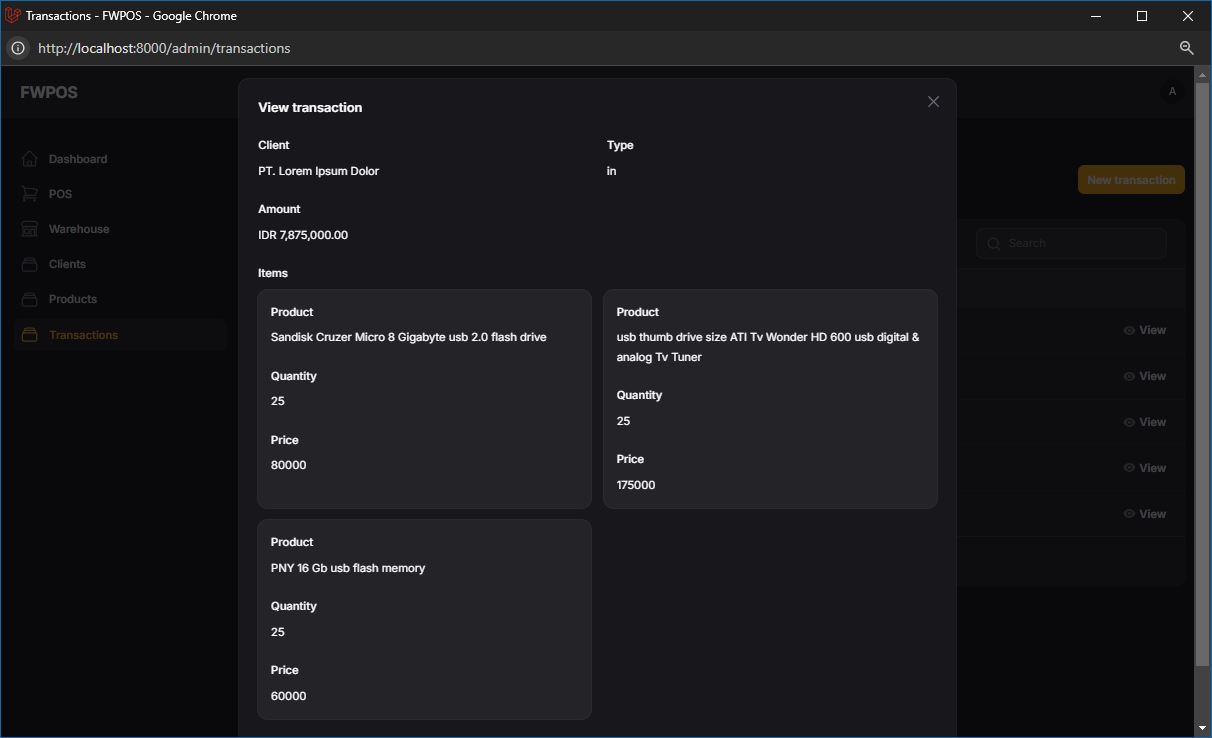 Transactions - FWPOS - Google Chrome
http://localhost:8000/admin/transactions
FWPOS
A
Dashboard
POS
Warehouse
Clients
Products
Transactions
New transaction
Search
View
View
View
View
View
View transaction
Client
PT. Lorem Ipsum Dolor
Type
in
Amount
IDR 7,875,000.00
Items
Product
Sandisk Cruzer Micro 8 Gigabyte usb 2.0 flash drive
Quantity
25
Price
80000
Product
usb thumb drive size ATI Tv Wonder HD 600 usb digital &
analog Tv Tuner
Quantity
25
Price
175000
Product
PNY 16 Gb usb flash memory
Quantity
25
Price
60000